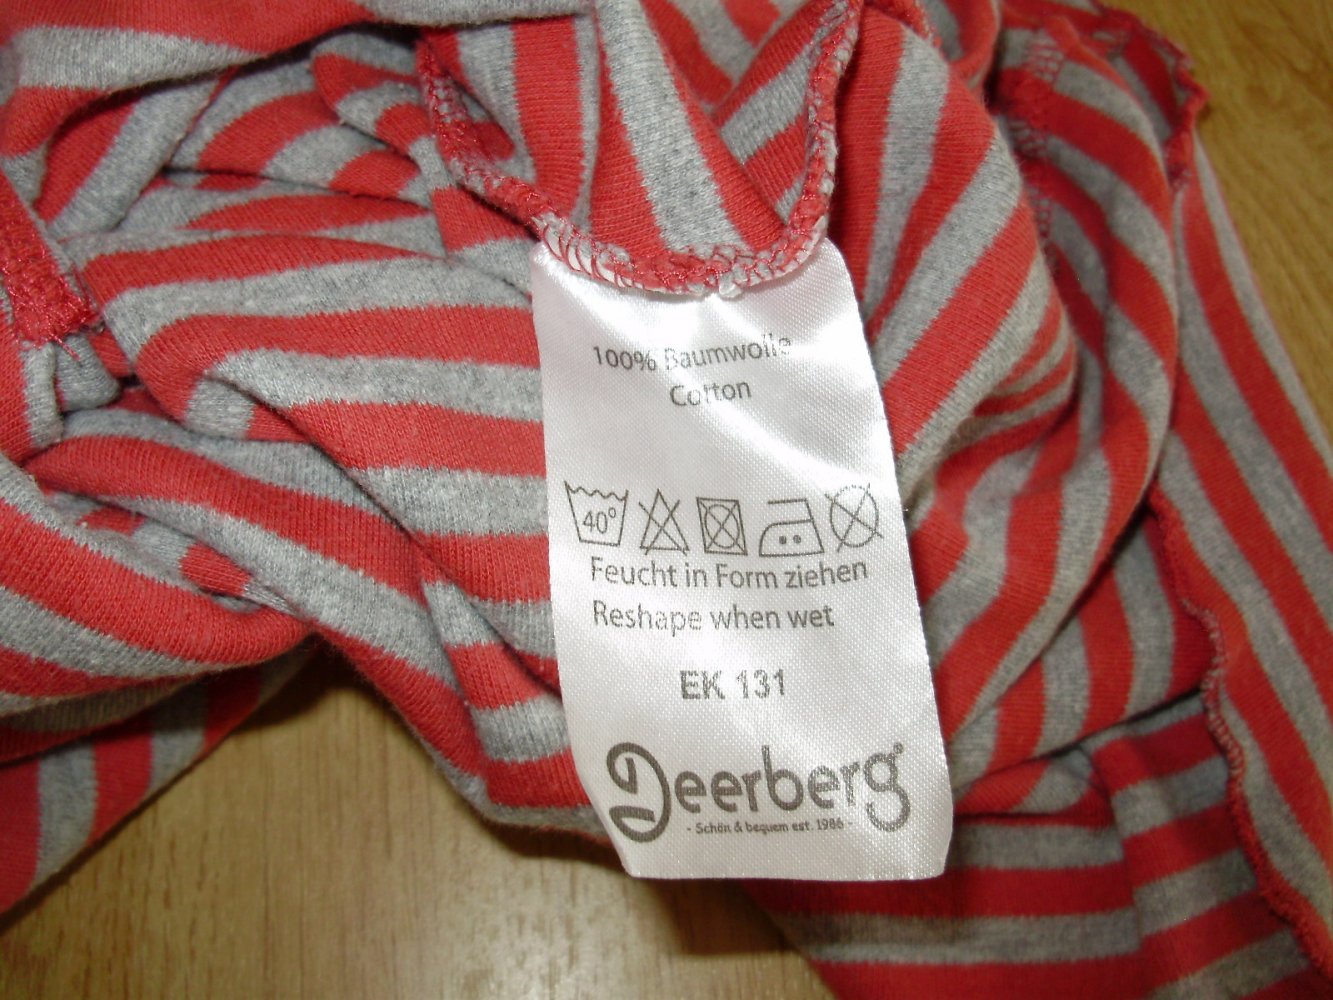 100% Baumwolle
Cotton
40°
Feucht in Form ziehen
Reshape when wet
EK 131
Deerberg®
- Schön & bequem est. 1986 -